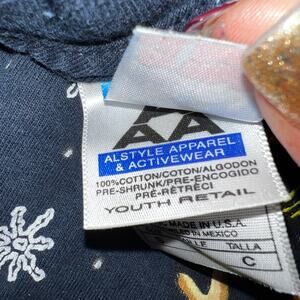 AA
ALSTYLE APPAREL
& ACTIVEWEAR
100%COTTON/COTON/ALGODON
PRE-SHRUNK/PRE-ENCOGIDO
PRÉ-RÉTRÉCI
YOUTH RETAIL
MADE IN U.S.A.
IN MEXICO
TALLA
C